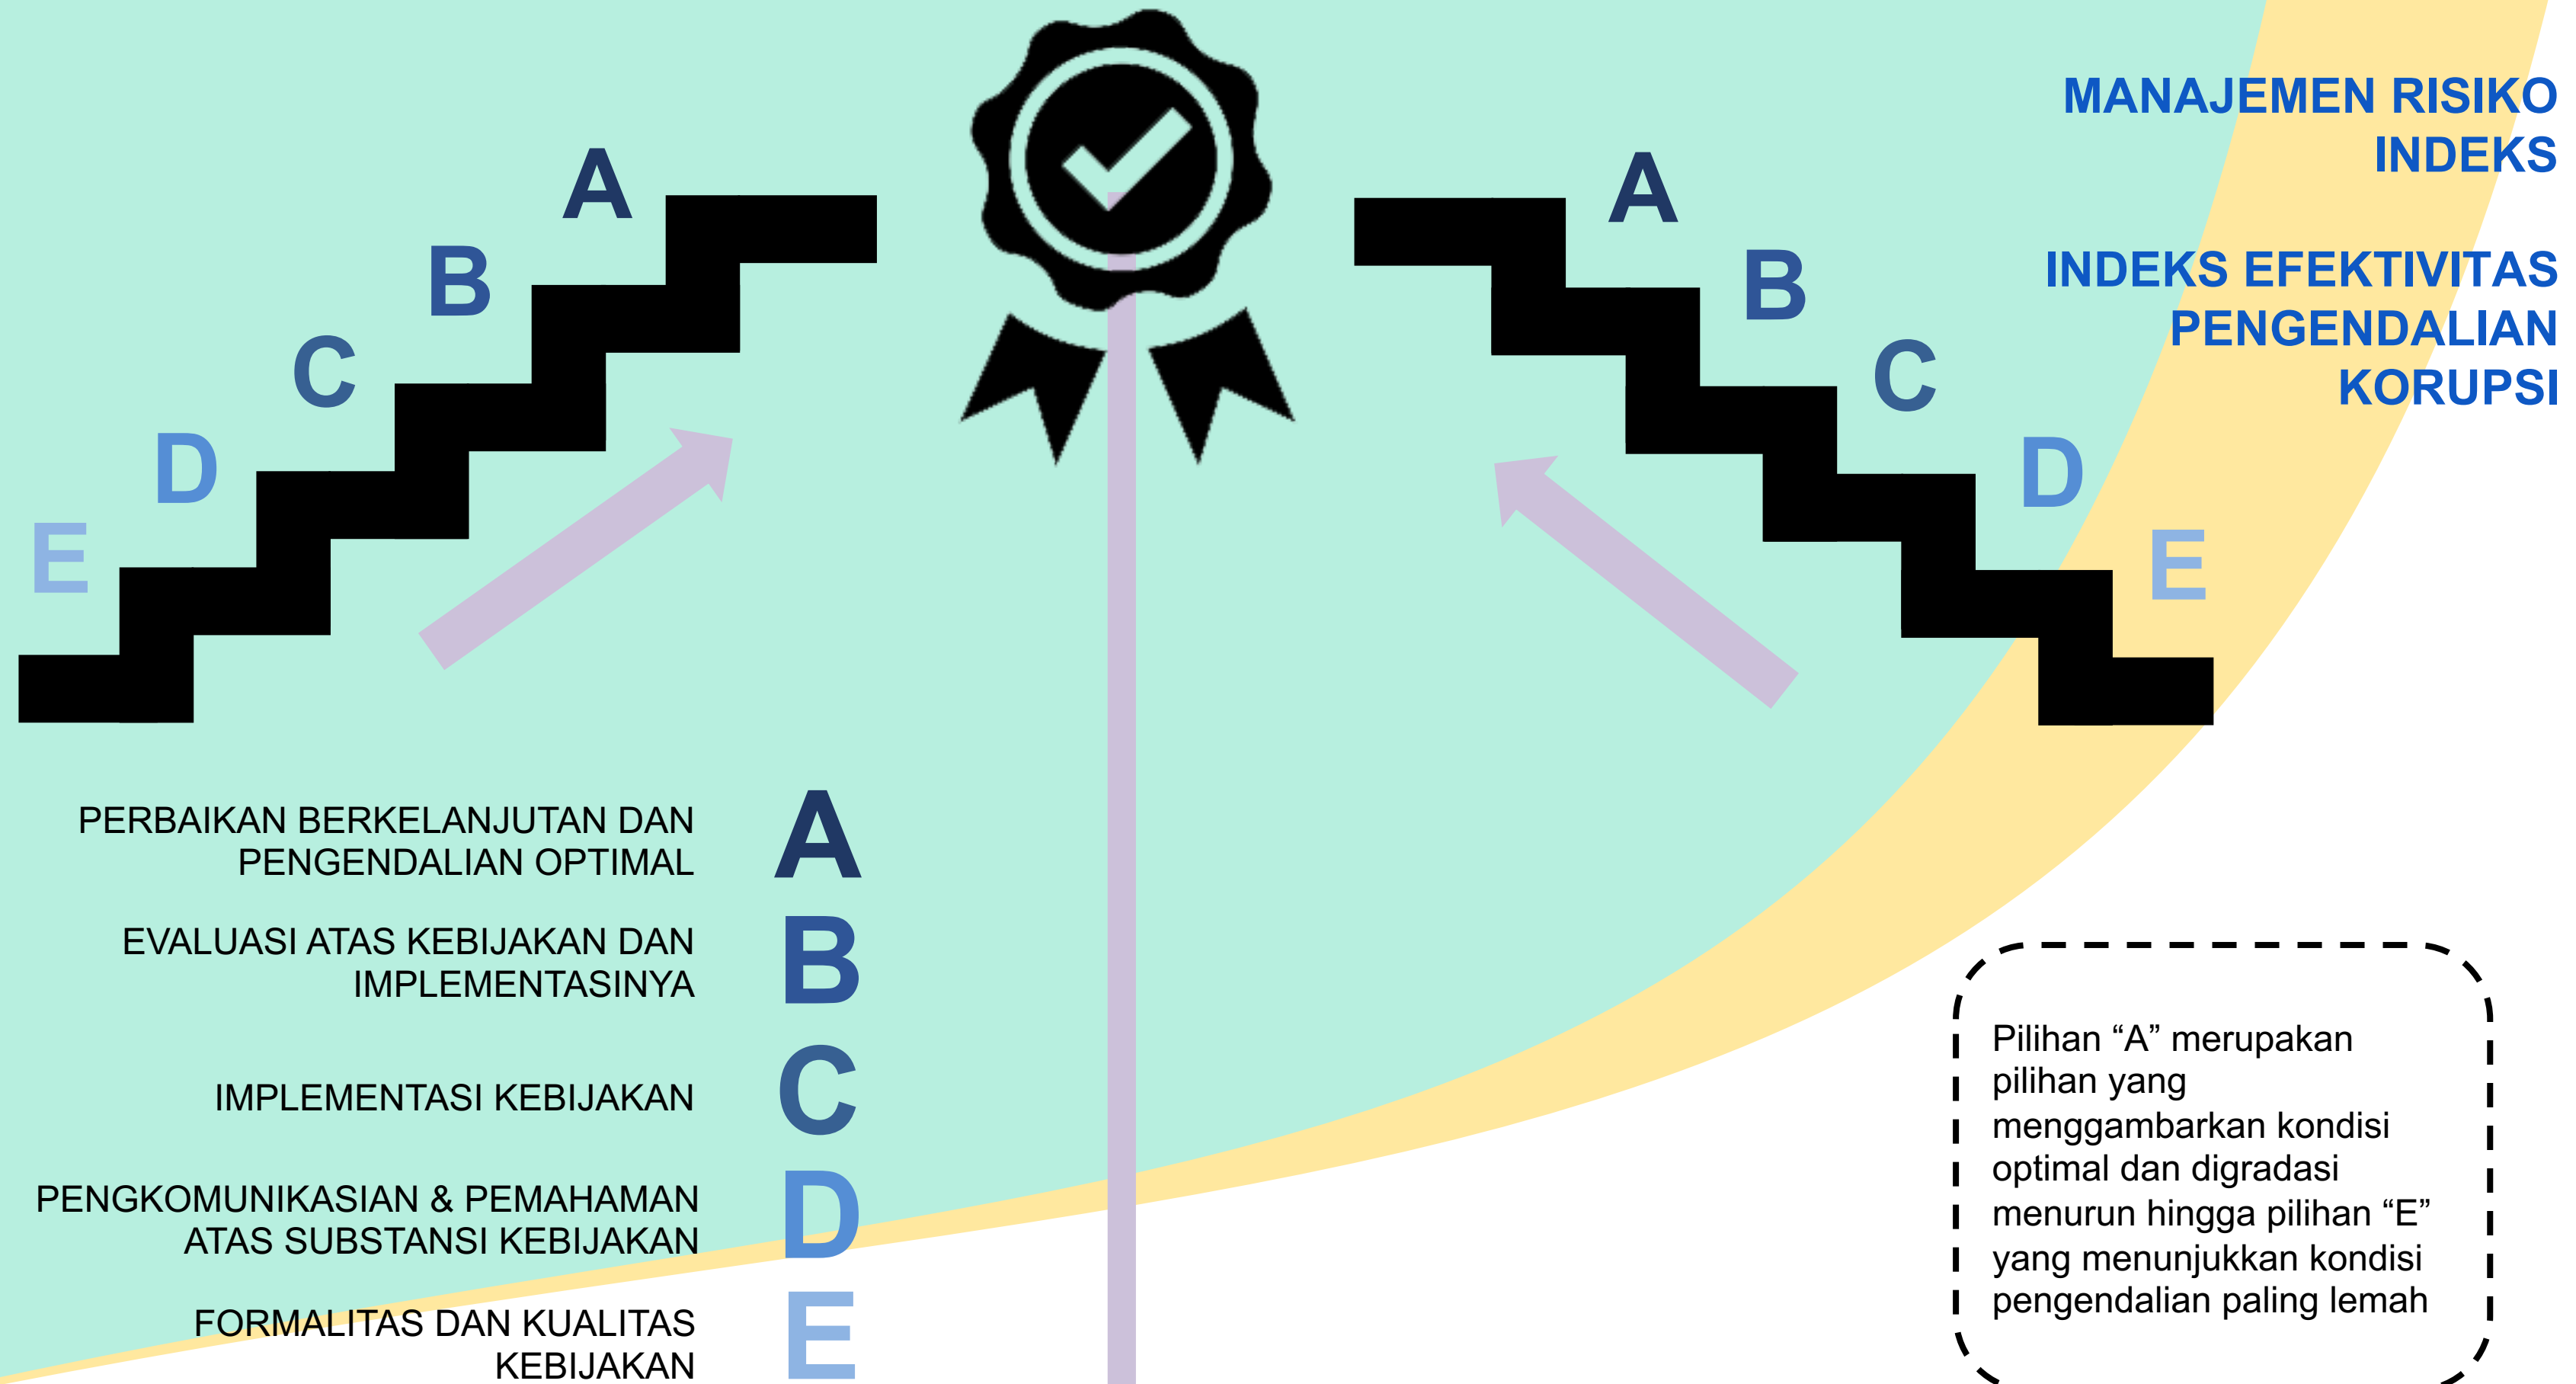 MANAJEMEN RISIKO
INDEKS
INDEKS EFEKTIVITAS
PENGENDALIAN
KORUPSI
A
B
C
D
E
A
B
C
D
E
PERBAIKAN BERKELANJUTAN DAN
PENGENDALIAN OPTIMAL
A
EVALUASI ATAS KEBIJAKAN DAN
IMPLEMENTASINYA
B
IMPLEMENTASI KEBIJAKAN
C
PENGKOMUNIKASIAN & PEMAHAMAN
ATAS SUBSTANSI KEBIJAKAN
D
FORMALITAS DAN KUALITAS
KEBIJAKAN
E
Pilihan “A” merupakan
pilihan yang
menggambarkan kondisi
optimal dan digradasi
menurun hingga pilihan “E”
yang menunjukkan kondisi
pengendalian paling lemah